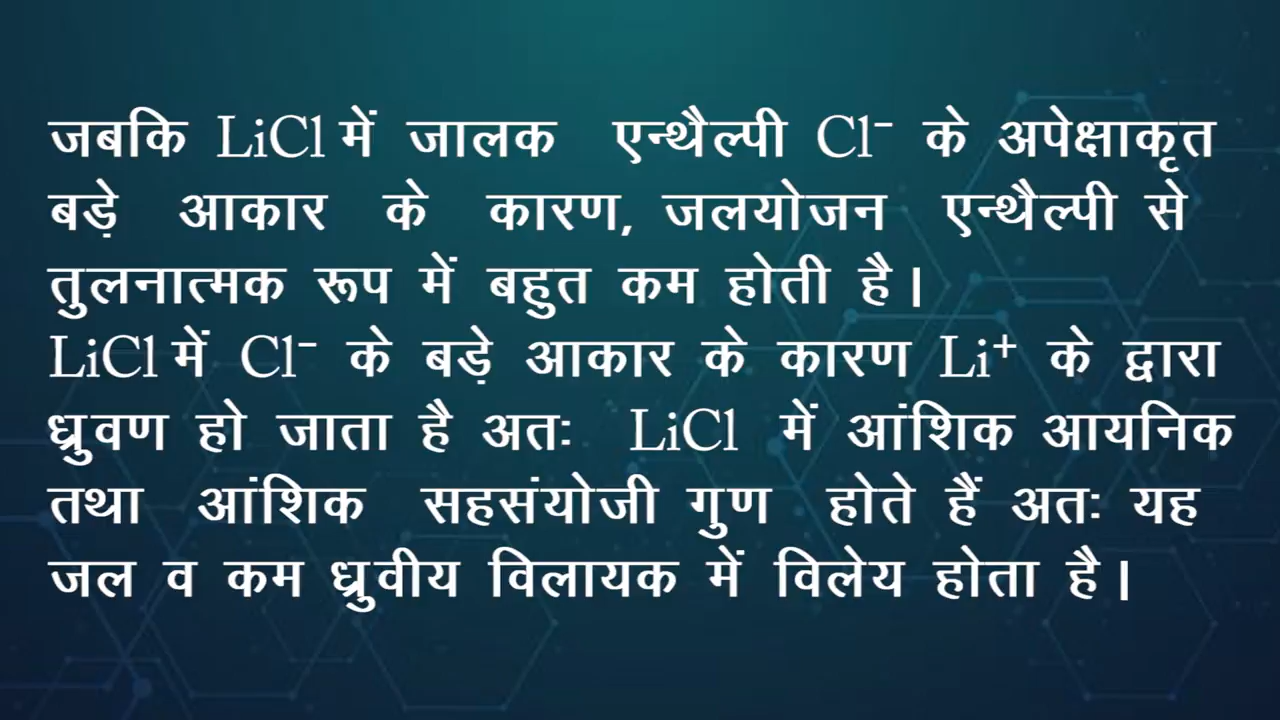 जबकि LiCl में जालक एन्थैल्पी Cl⁻ के अपेक्षाकृत
बड़े आकार के कारण, जलयोजन एन्थैल्पी से
तुलनात्मक रूप में बहुत कम होती है।
LiCl में Cl⁻ के बड़े आकार के कारण Li⁺ के द्वारा
ध्रुवण हो जाता है अतः LiCl में आंशिक आयनिक
तथा आंशिक सहसंयोजी गुण होते हैं अतः यह
जल व कम ध्रुवीय विलायक में विलेय होता है।